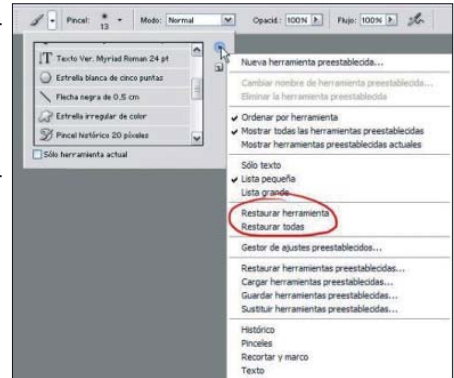 Pincel: 13 Modo: Normal Opacid.: 100% Flujo: 100%
T Texto Ver. Myriad Roman 24 pt
Estrella blanca de cinco puntas
Flecha negra de 0,5 cm
Estrella irregular de color
Pincel histórico 20 píxeles
Sólo herramienta actual
Nueva herramienta preestablecida...
Cambiar nombre de herramienta preestablecida...
Eliminar la herramienta preestablecida
Ordenar por herramienta
Mostrar todas las herramientas preestablecidas
Mostrar herramientas preestablecidas actuales
Sólo texto
Lista pequeña
Lista grande
Restaurar herramienta
Restaurar todas
Gestor de ajustes preestablecidos...
Restaurar herramientas preestablecidas...
Cargar herramientas preestablecidas...
Guardar herramientas preestablecidas...
Sustituir herramientas preestablecidas...
Histórico
Pinceles
Recortar y marco
Texto